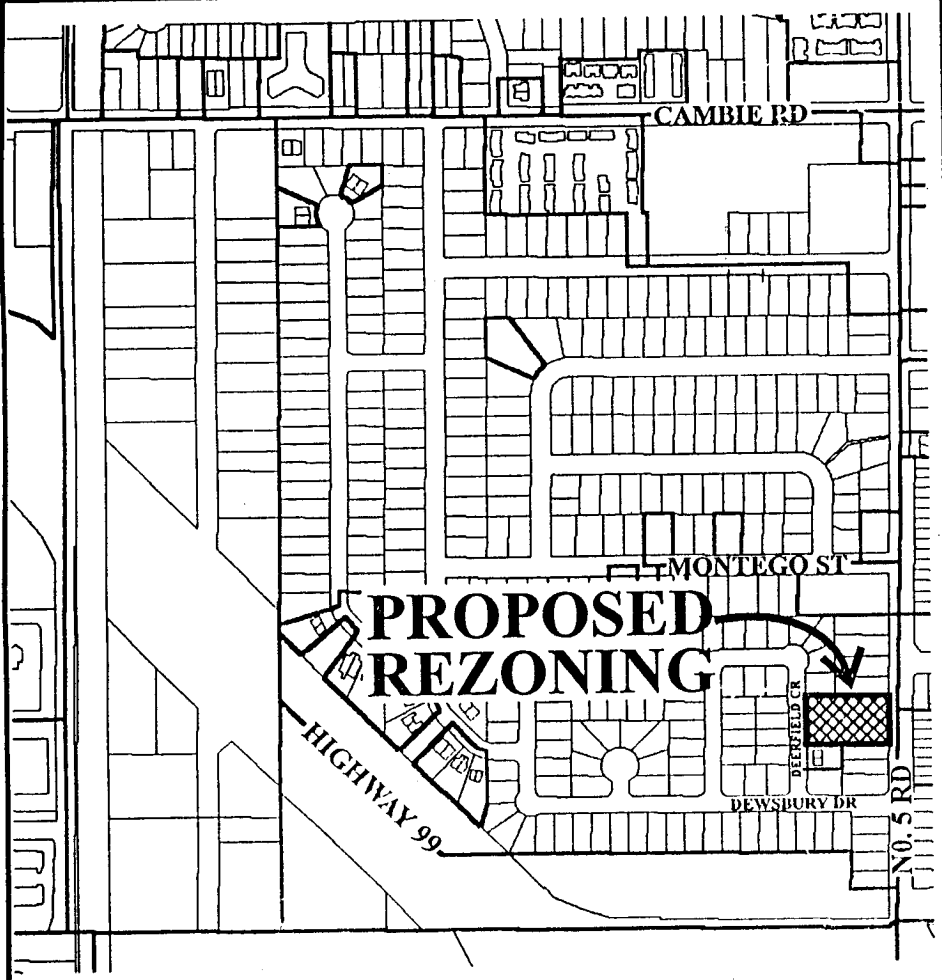 CAMBIE RD
MONTEGO ST
PROPOSED
REZONING
DEERFIELD CR
HIGHWAY 99
DEWSBURY DR
NO. 5 RD